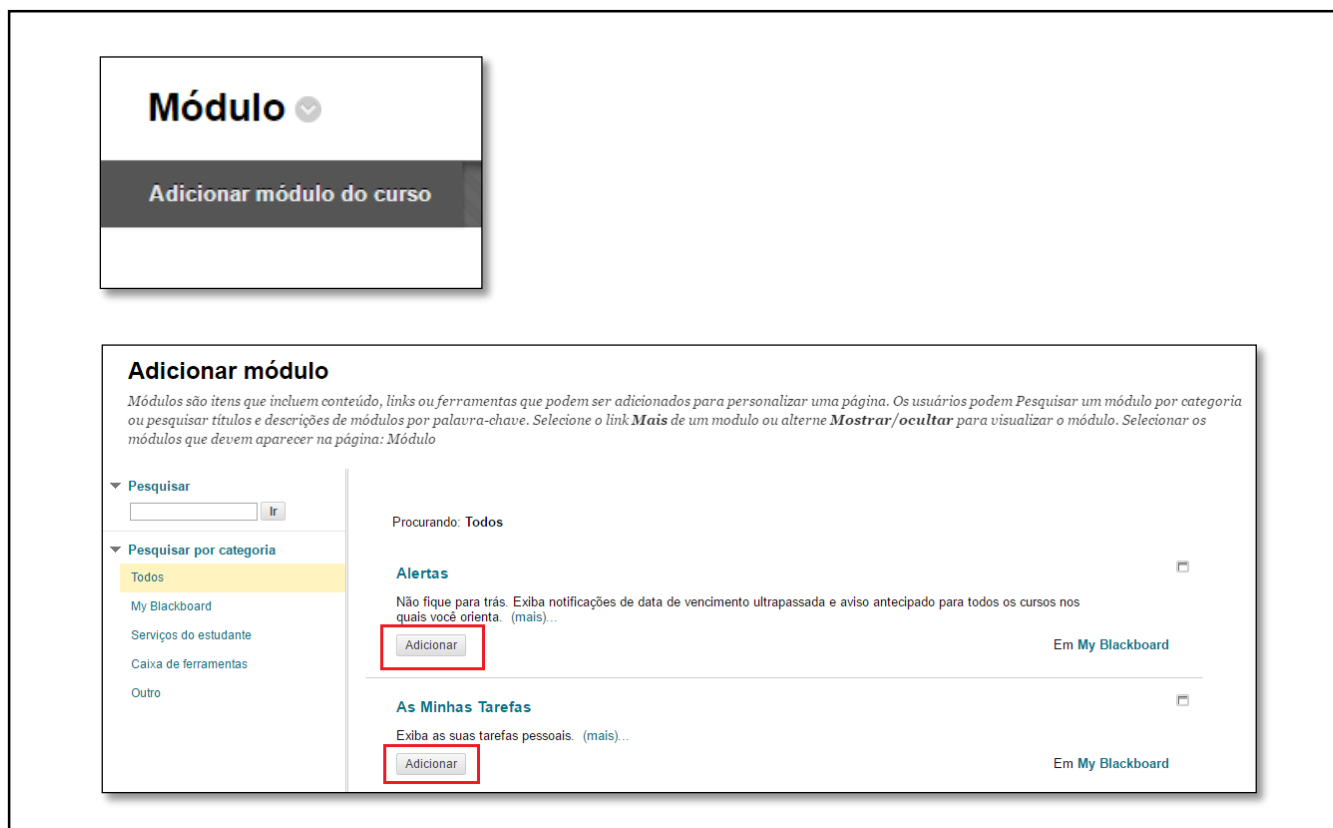 Módulo
Adicionar módulo do curso
Adicionar módulo
Módulos são itens que incluem conteúdo, links ou ferramentas que podem ser adicionados para personalizar uma página. Os usuários podem Pesquisar um módulo por categoria
ou pesquisar títulos e descrições de módulos por palavra-chave. Selecione o link Mais de um modulo ou alterne Mostrar/ocultar para visualizar o módulo. Selecionar os
módulos que devem aparecer na página: Módulo
Pesquisar
Ir
Pesquisar por categoria
Todos
My Blackboard
Serviços do estudante
Caixa de ferramentas
Outro
Procurando: Todos
Alertas
Não fique para trás. Exiba notificações de data de vencimento ultrapassada e aviso antecipado para todos os cursos nos
quais você orienta. (mais)...
Adicionar
Em My Blackboard
As Minhas Tarefas
Exiba as suas tarefas pessoais. (mais)...
Adicionar
Em My Blackboard